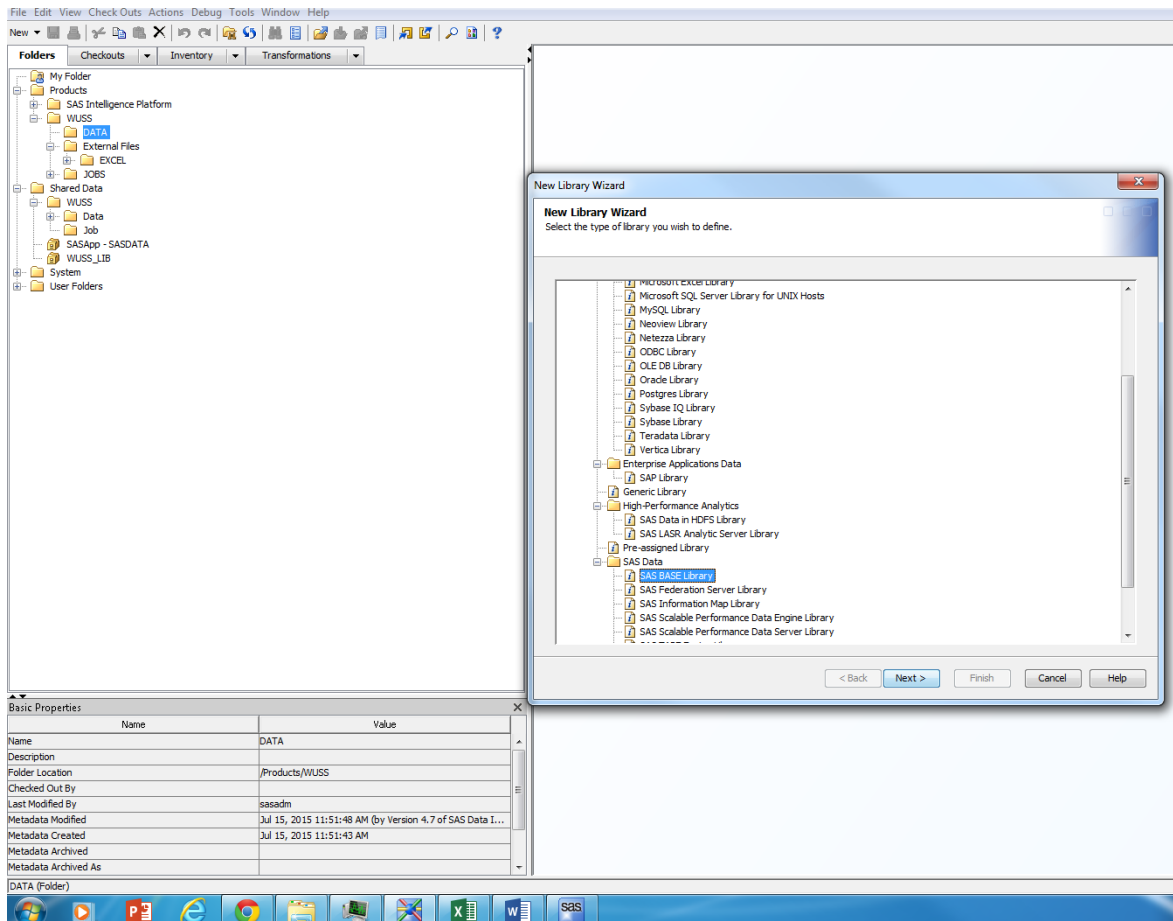 File Edit View Check Outs Actions Debug Tools Window Help
New
Folders Checkouts Inventory Transformations
My Folder
Products
SAS Intelligence Platform
WUSS
DATA
External Files
EXCEL
JOBS
Shared Data
WUSS
Data
Job
SASApp - SASDATA
WUSS_LIB
System
User Folders
New Library Wizard
New Library Wizard
Select the type of library you wish to define.
Microsoft Excel Library
Microsoft SQL Server Library for UNIX Hosts
MySQL Library
Neoview Library
Netezza Library
ODBC Library
OLE DB Library
Oracle Library
Postgres Library
Sybase IQ Library
Sybase Library
Teradata Library
Vertica Library
Enterprise Applications Data
SAP Library
Generic Library
High-Performance Analytics
SAS Data in HDFS Library
SAS LASR Analytic Server Library
Pre-assigned Library
SAS Data
SAS BASE Library
SAS Federation Server Library
SAS Information Map Library
SAS Scalable Performance Data Engine Library
SAS Scalable Performance Data Server Library
< Back Next > Finish Cancel Help
Basic Properties
Name Value
Name DATA
Description
Folder Location /Products/WUSS
Checked Out By
Last Modified By sasadm
Metadata Modified Jul 15, 2015 11:51:48 AM (by Version 4.7 of SAS Data I...
Metadata Created Jul 15, 2015 11:51:43 AM
Metadata Archived
Metadata Archived As
DATA (Folder)
sas